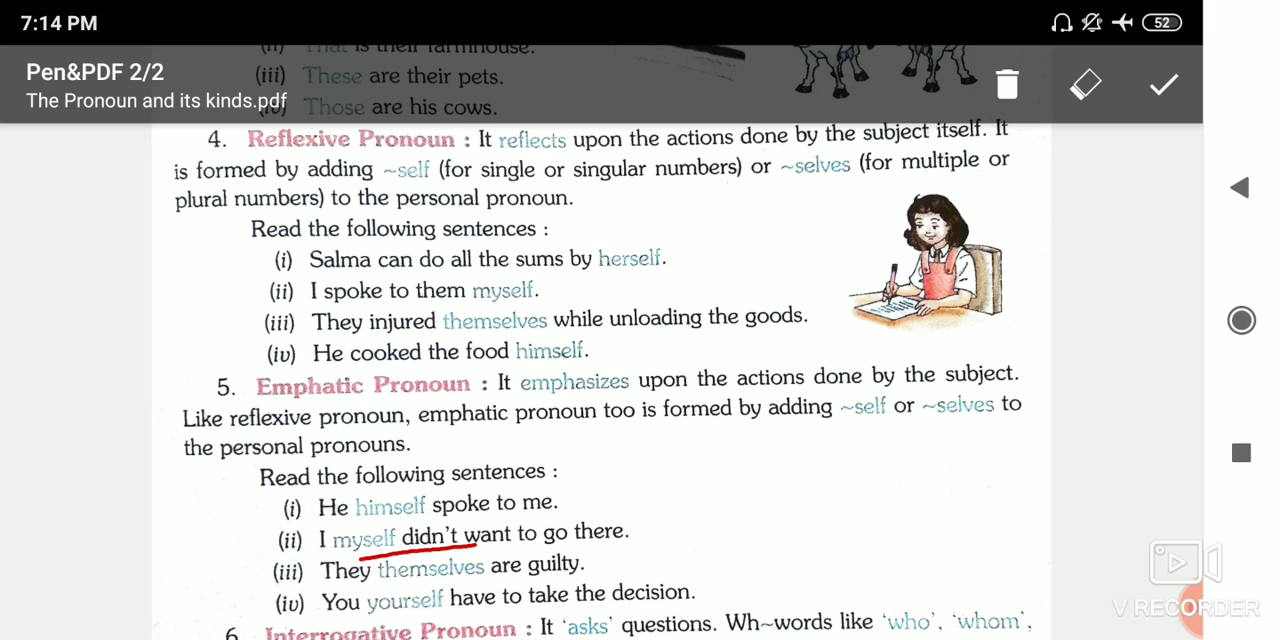 7:14 PM
52
(ii) That is their farmhouse.
Pen&PDF 2/2
(iii) These are their pets.
The Pronoun and its kinds.pdf
(iv) Those are his cows.
4. Reflexive Pronoun : It reflects upon the actions done by the subject itself. It
is formed by adding ~self (for single or singular numbers) or ~selves (for multiple or
plural numbers) to the personal pronoun.
Read the following sentences :
(i) Salma can do all the sums by herself.
(ii) I spoke to them myself.
(iii) They injured themselves while unloading the goods.
(iv) He cooked the food himself.
5. Emphatic Pronoun : It emphasizes upon the actions done by the subject.
Like reflexive pronoun, emphatic pronoun too is formed by adding ~self or ~selves to
the personal pronouns.
Read the following sentences :
(i) He himself spoke to me.
(ii) I myself didn't want to go there.
(iii) They themselves are guilty.
(iv) You yourself have to take the decision.
6. Interrogative Pronoun : It 'asks' questions. Wh~words like 'who', 'whom',
V RECORDER